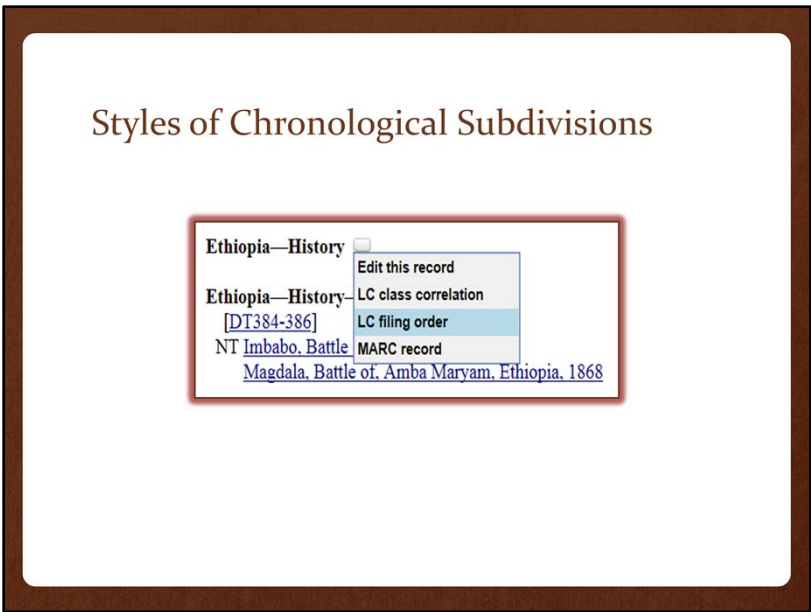 Styles of Chronological Subdivisions
Ethiopia—History
Edit this record
Ethiopia—History– LC class correlation
[DT384-386] LC filing order
NT Imbabo, Battle MARC record
Magdala, Battle of, Amba Maryam, Ethiopia, 1868